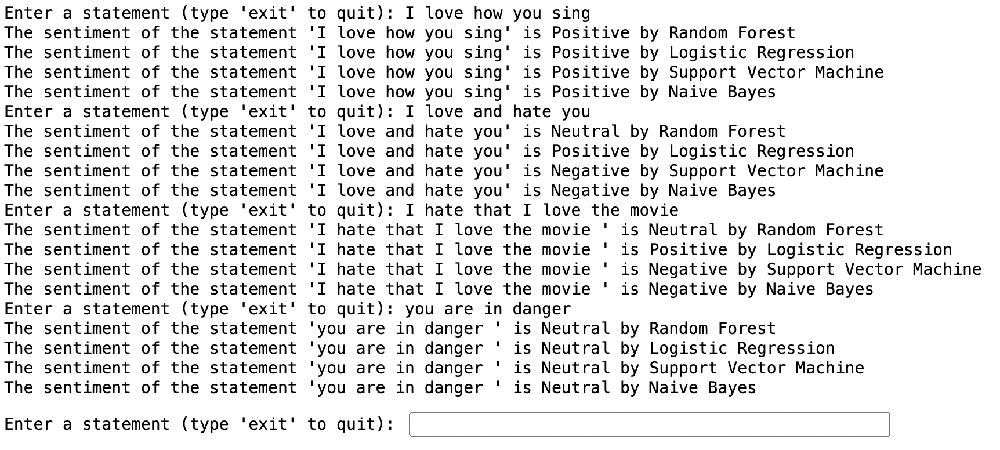 Enter a statement (type 'exit' to quit): I love how you sing
The sentiment of the statement 'I love how you sing' is Positive by Random Forest
The sentiment of the statement 'I love how you sing' is Positive by Logistic Regression
The sentiment of the statement 'I love how you sing' is Positive by Support Vector Machine
The sentiment of the statement 'I love how you sing' is Positive by Naive Bayes
Enter a statement (type 'exit' to quit): I love and hate you
The sentiment of the statement 'I love and hate you' is Neutral by Random Forest
The sentiment of the statement 'I love and hate you' is Positive by Logistic Regression
The sentiment of the statement 'I love and hate you' is Negative by Support Vector Machine
The sentiment of the statement 'I love and hate you' is Negative by Naive Bayes
Enter a statement (type 'exit' to quit): I hate that I love the movie
The sentiment of the statement 'I hate that I love the movie ' is Neutral by Random Forest
The sentiment of the statement 'I hate that I love the movie ' is Positive by Logistic Regression
The sentiment of the statement 'I hate that I love the movie ' is Negative by Support Vector Machine
The sentiment of the statement 'I hate that I love the movie ' is Negative by Naive Bayes
Enter a statement (type 'exit' to quit): you are in danger
The sentiment of the statement 'you are in danger ' is Neutral by Random Forest
The sentiment of the statement 'you are in danger ' is Neutral by Logistic Regression
The sentiment of the statement 'you are in danger ' is Neutral by Support Vector Machine
The sentiment of the statement 'you are in danger ' is Neutral by Naive Bayes
Enter a statement (type 'exit' to quit):